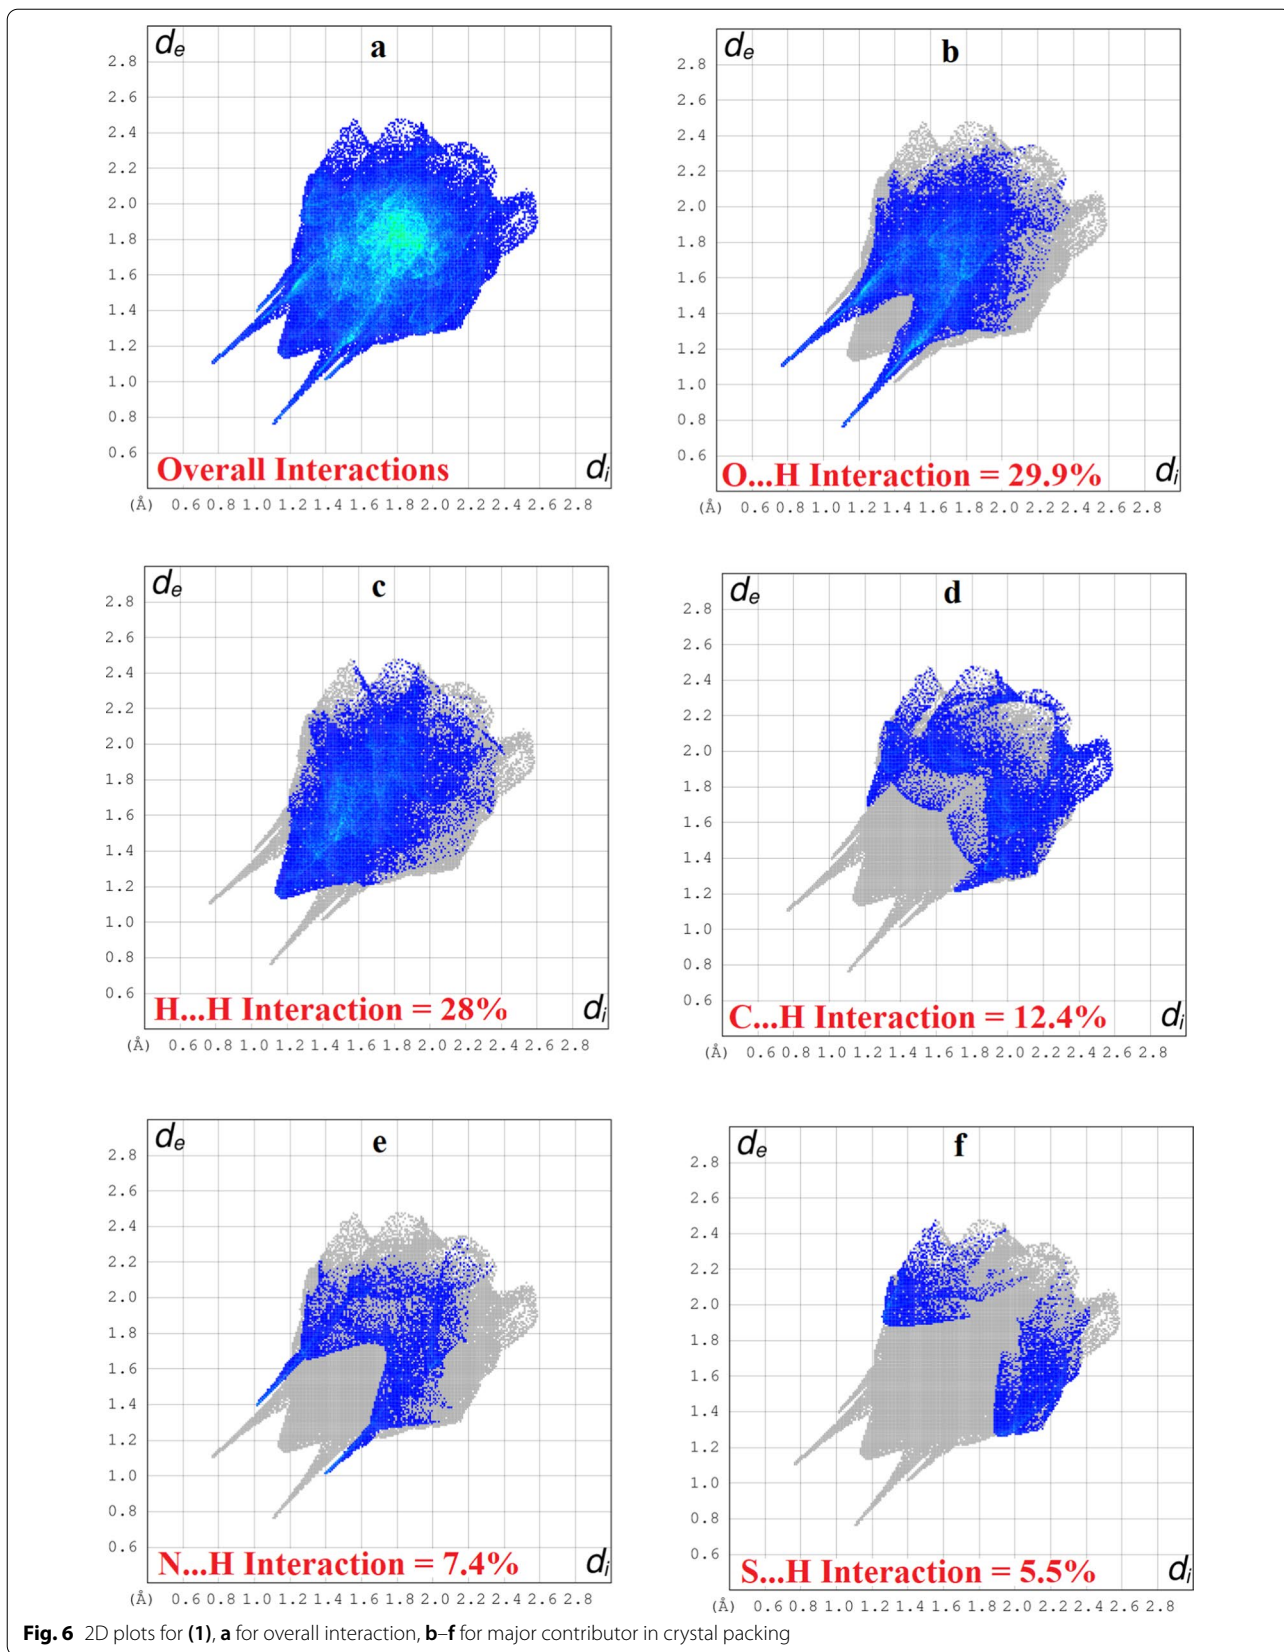 de
a
2.8
2.6
2.4
2.2
2.0
1.8
1.6
1.4
1.2
1.0
0.8
0.6
Overall Interactions
di
(Å) 0.6 0.8 1.0 1.2 1.4 1.6 1.8 2.0 2.2 2.4 2.6 2.8
de
b
2.8
2.6
2.4
2.2
2.0
1.8
1.6
1.4
1.2
1.0
0.8
0.6
O...H Interaction = 29.9%
di
(Å) 0.6 0.8 1.0 1.2 1.4 1.6 1.8 2.0 2.2 2.4 2.6 2.8
de
c
2.8
2.6
2.4
2.2
2.0
1.8
1.6
1.4
1.2
1.0
0.8
0.6
H...H Interaction = 28%
di
(Å) 0.6 0.8 1.0 1.2 1.4 1.6 1.8 2.0 2.2 2.4 2.6 2.8
de
d
2.8
2.6
2.4
2.2
2.0
1.8
1.6
1.4
1.2
1.0
0.8
0.6
C...H Interaction = 12.4%
di
(Å) 0.6 0.8 1.0 1.2 1.4 1.6 1.8 2.0 2.2 2.4 2.6 2.8
de
e
2.8
2.6
2.4
2.2
2.0
1.8
1.6
1.4
1.2
1.0
0.8
0.6
N...H Interaction = 7.4%
di
(Å) 0.6 0.8 1.0 1.2 1.4 1.6 1.8 2.0 2.2 2.4 2.6 2.8
de
f
2.8
2.6
2.4
2.2
2.0
1.8
1.6
1.4
1.2
1.0
0.8
0.6
S...H Interaction = 5.5%
di
(Å) 0.6 0.8 1.0 1.2 1.4 1.6 1.8 2.0 2.2 2.4 2.6 2.8
Fig. 6 2D plots for (1), a for overall interaction, b–f for major contributor in crystal packing